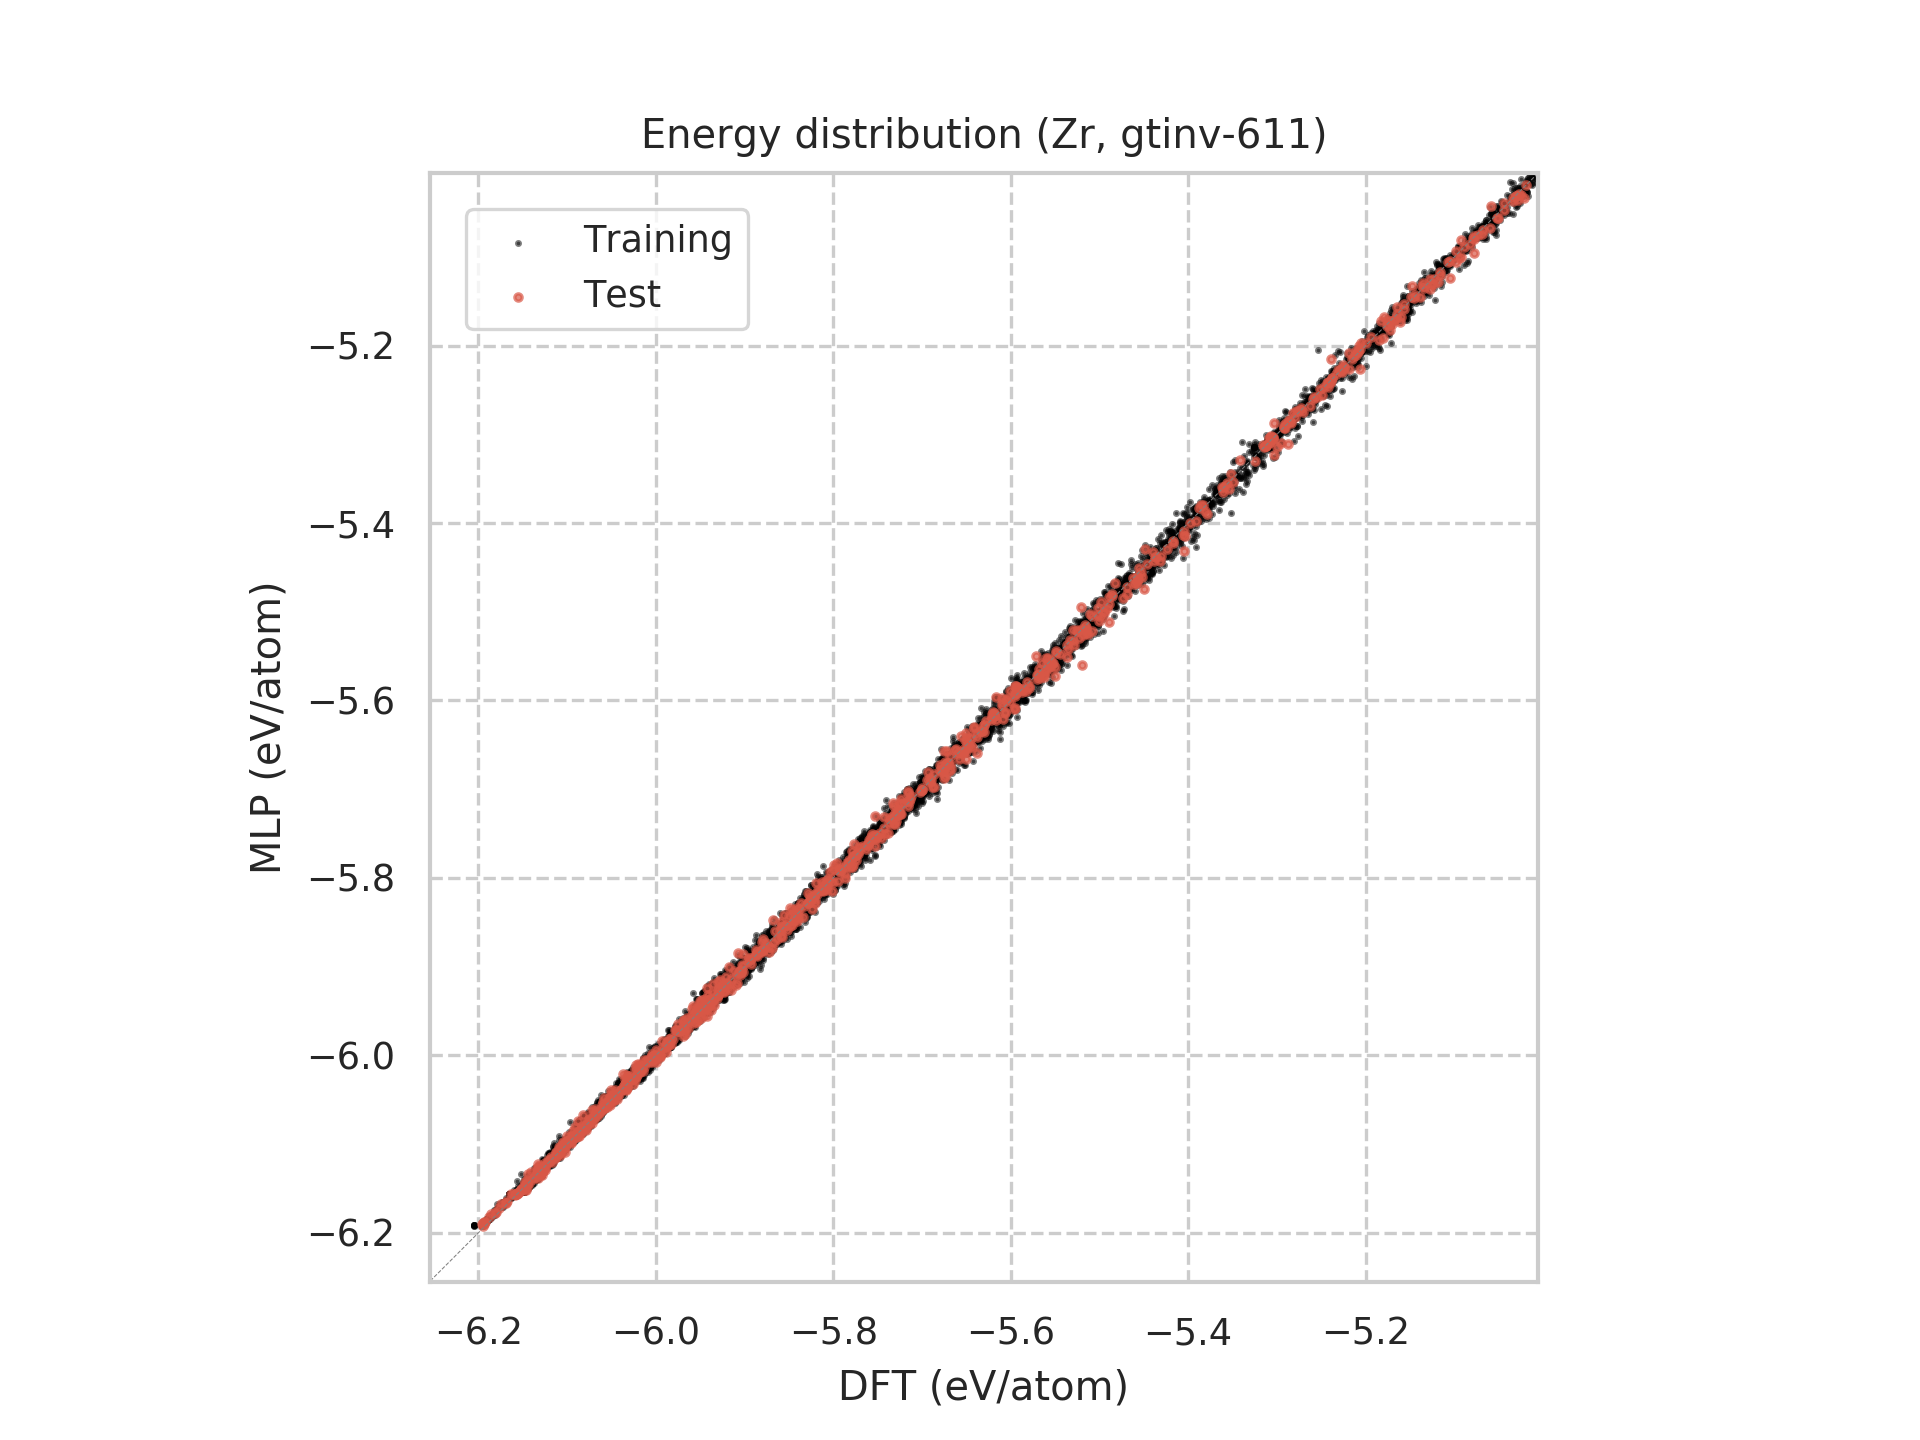 Energy distribution (Zr, gtinv-611)
Training
Test
−5.2
−5.4
−5.6
−5.8
−6.0
−6.2
MLP (eV/atom)
−6.2 −6.0 −5.8 −5.6 −5.4 −5.2
DFT (eV/atom)